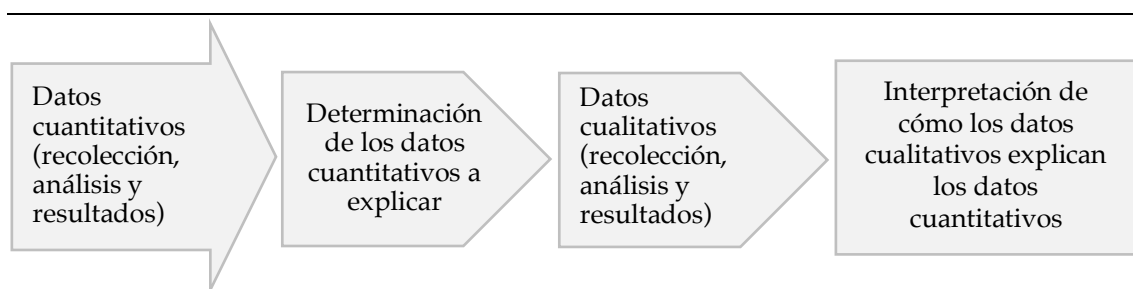 Datos
cuantitativos
(recolección,
análisis y
resultados)
Determinación
de los datos
cuantitativos a
explicar
Datos
cualitativos
(recolección,
análisis y
resultados)
Interpretación de
cómo los datos
cualitativos explican
los datos
cuantitativos